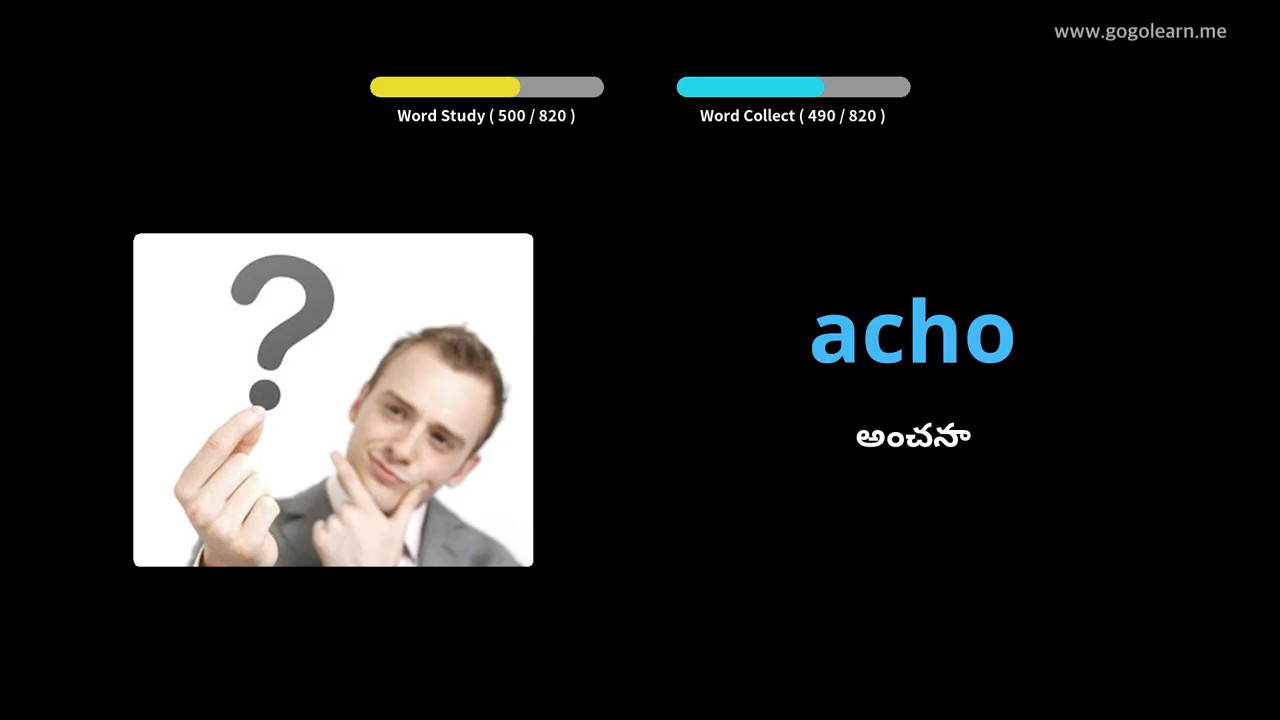 www.gogolearn.me
Word Study ( 500 / 820 )
Word Collect ( 490 / 820 )
?
acho
అంచనా